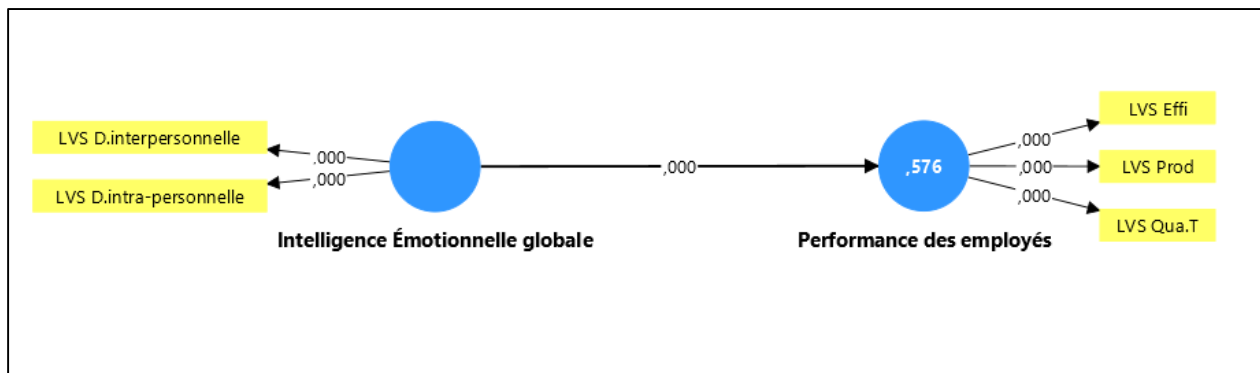 LVS D.interpersonnelle
LVS D.intra-personnelle
,000
,000
Intelligence Émotionnelle globale
,000
,576
Performance des employés
,000
,000
,000
LVS Effi
LVS Prod
LVS Qua.T